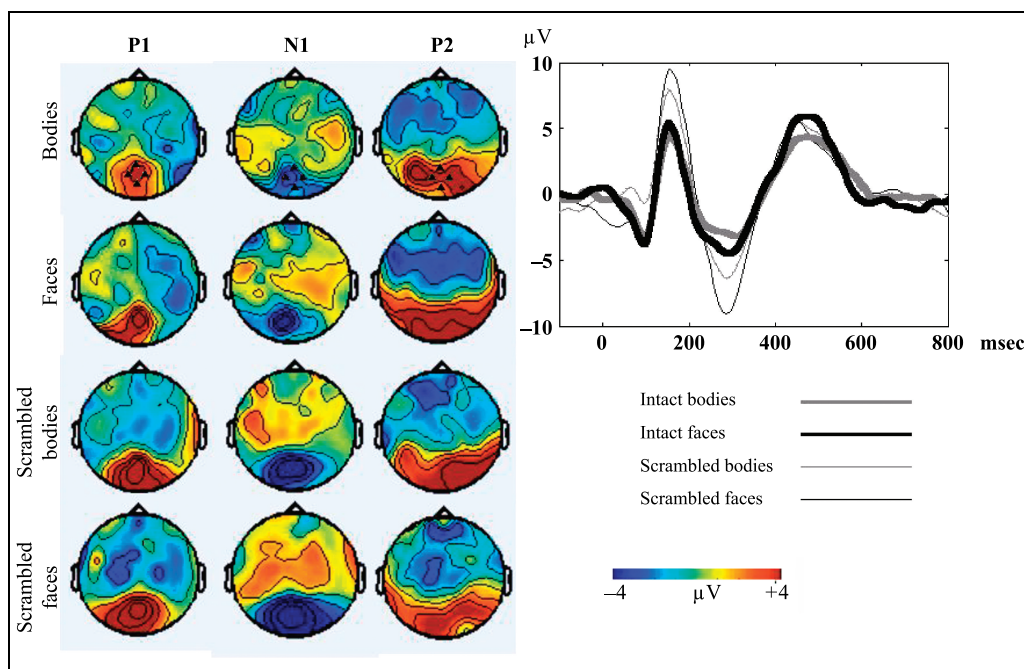 P1 N1 P2
Bodies
Faces
Scrambled
bodies
Scrambled
faces
µV
10
5
0
–5
–10
0 200 400 600 800 msec
Intact bodies
Intact faces
Scrambled bodies
Scrambled faces
–4 µV +4